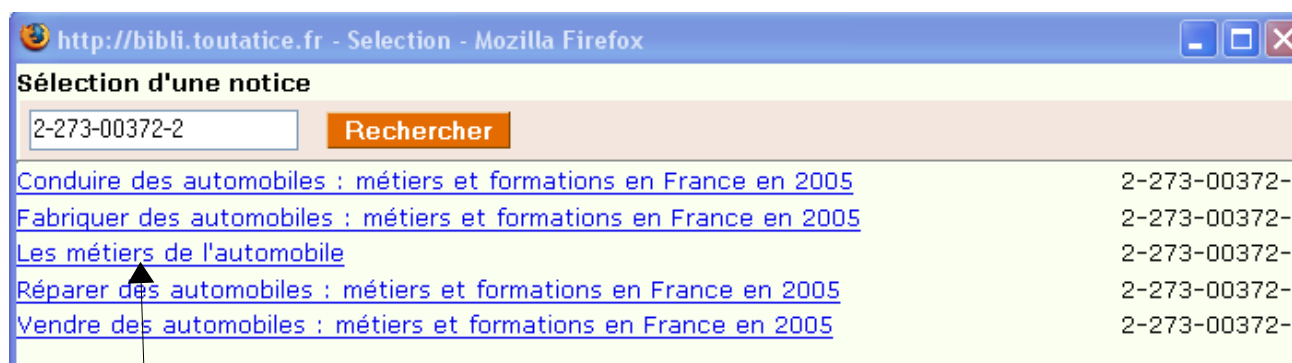 http://bibli.toutatice.fr - Selection - Mozilla Firefox
Sélection d'une notice
2-273-00372-2 Rechercher
Conduire des automobiles : métiers et formations en France en 2005 2-273-00372-
Fabriquer des automobiles : métiers et formations en France en 2005 2-273-00372-
Les métiers de l'automobile 2-273-00372-
Réparer des automobiles : métiers et formations en France en 2005 2-273-00372-
Vendre des automobiles : métiers et formations en France en 2005 2-273-00372-